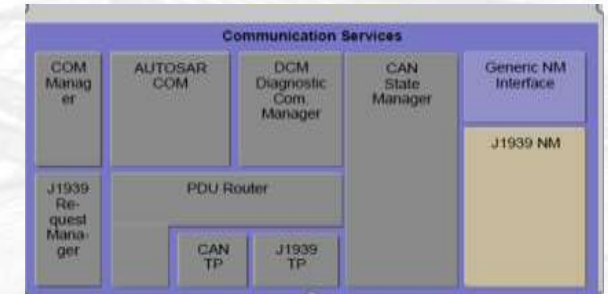 Communication Services
COM
Manag
er
AUTOSAR
COM
DCM
Diagnostic
Com.
Manager
CAN
State
Manager
Generic NM
Interface
J1939 NM
J1939
Re-
quest
Mana-
ger
PDU Router
CAN
TP
J1939
TP